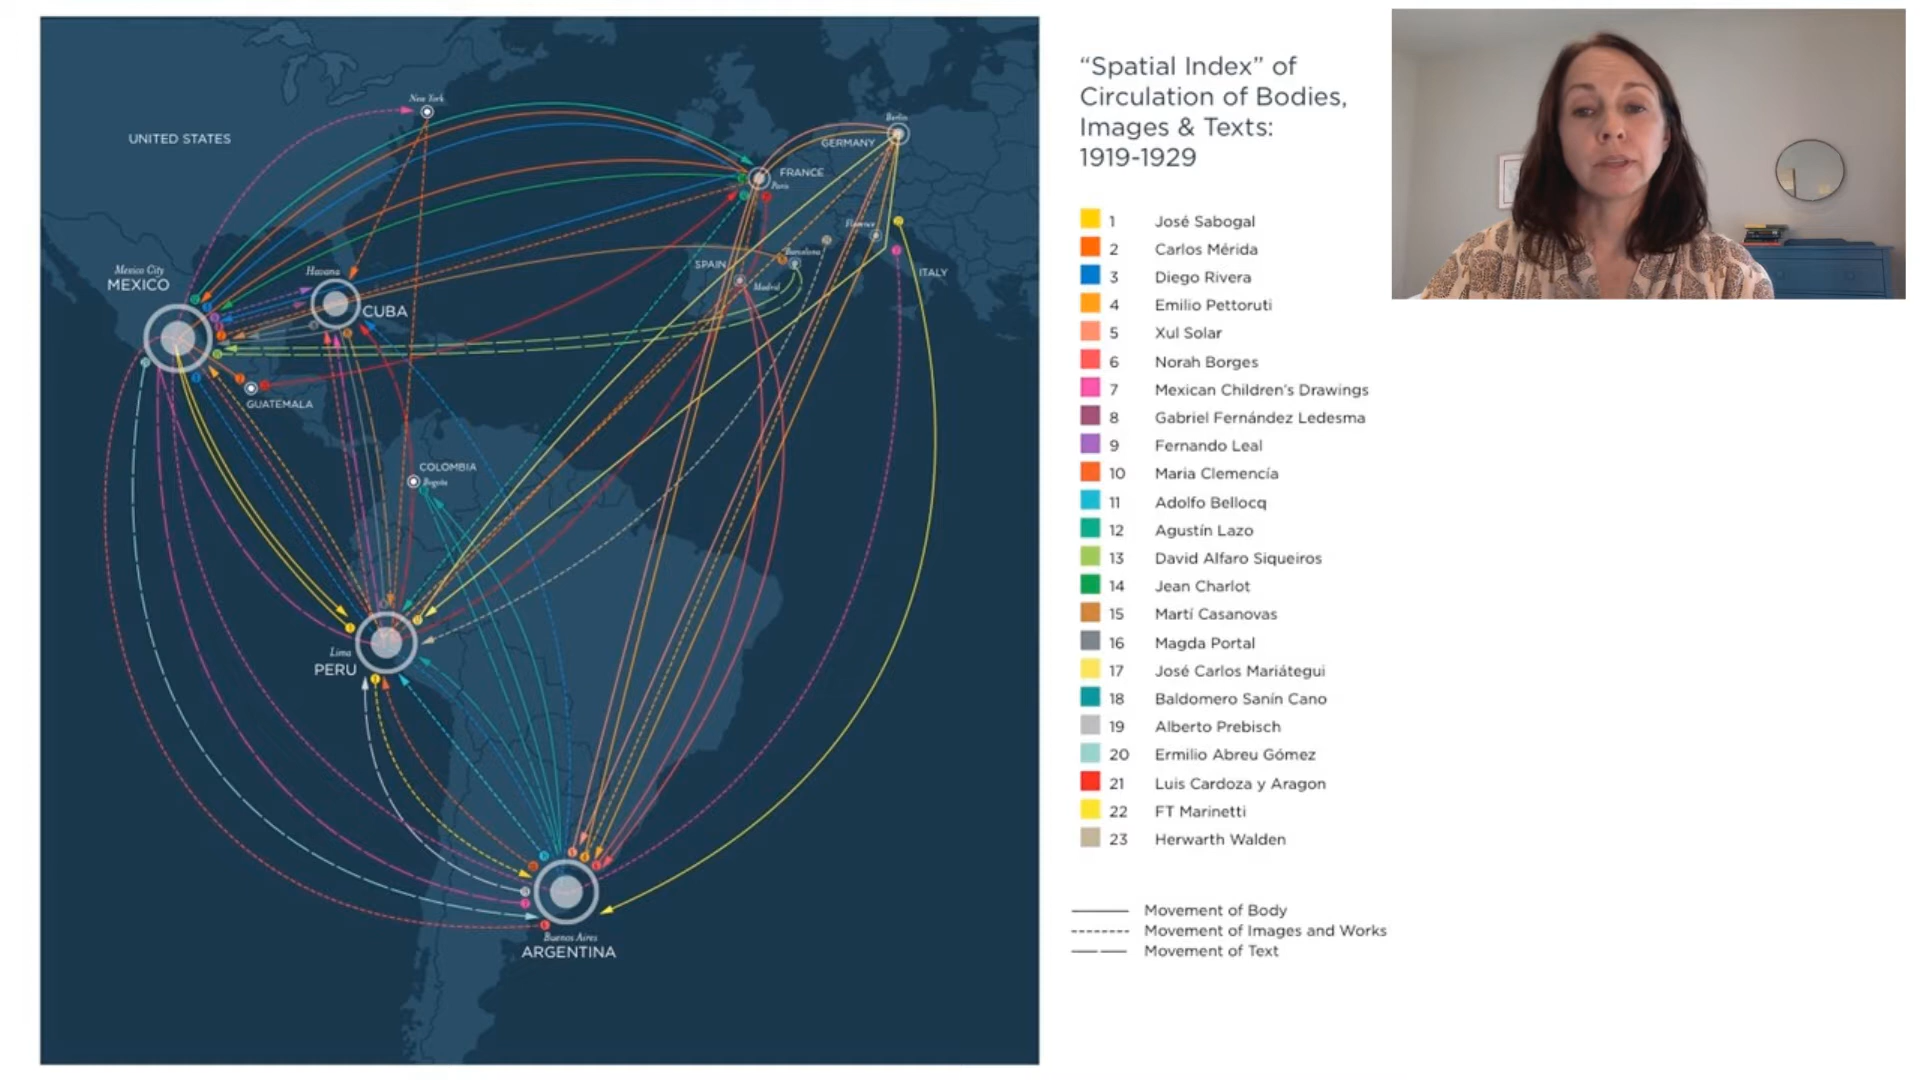 New York
UNITED STATES
Berlin
GERMANY
FRANCE
Paris
Florence
Barcelona
SPAIN
ITALY
Madrid
Mexico City
MEXICO
Havana
CUBA
GUATEMALA
COLOMBIA
Bogota
Lima
PERU
Buenos Aires
ARGENTINA
“Spatial Index” of
Circulation of Bodies,
Images & Texts:
1919-1929
1 José Sabogal
2 Carlos Mérida
3 Diego Rivera
4 Emilio Pettoruti
5 Xul Solar
6 Norah Borges
7 Mexican Children’s Drawings
8 Gabriel Fernández Ledesma
9 Fernando Leal
10 Maria Clemencía
11 Adolfo Bellocq
12 Agustín Lazo
13 David Alfaro Siqueiros
14 Jean Charlot
15 Martí Casanovas
16 Magda Portal
17 José Carlos Mariátegui
18 Baldomero Sanín Cano
19 Alberto Prebisch
20 Ermilio Abreu Gómez
21 Luis Cardoza y Aragon
22 FT Marinetti
23 Herwarth Walden
Movement of Body
Movement of Images and Works
Movement of Text